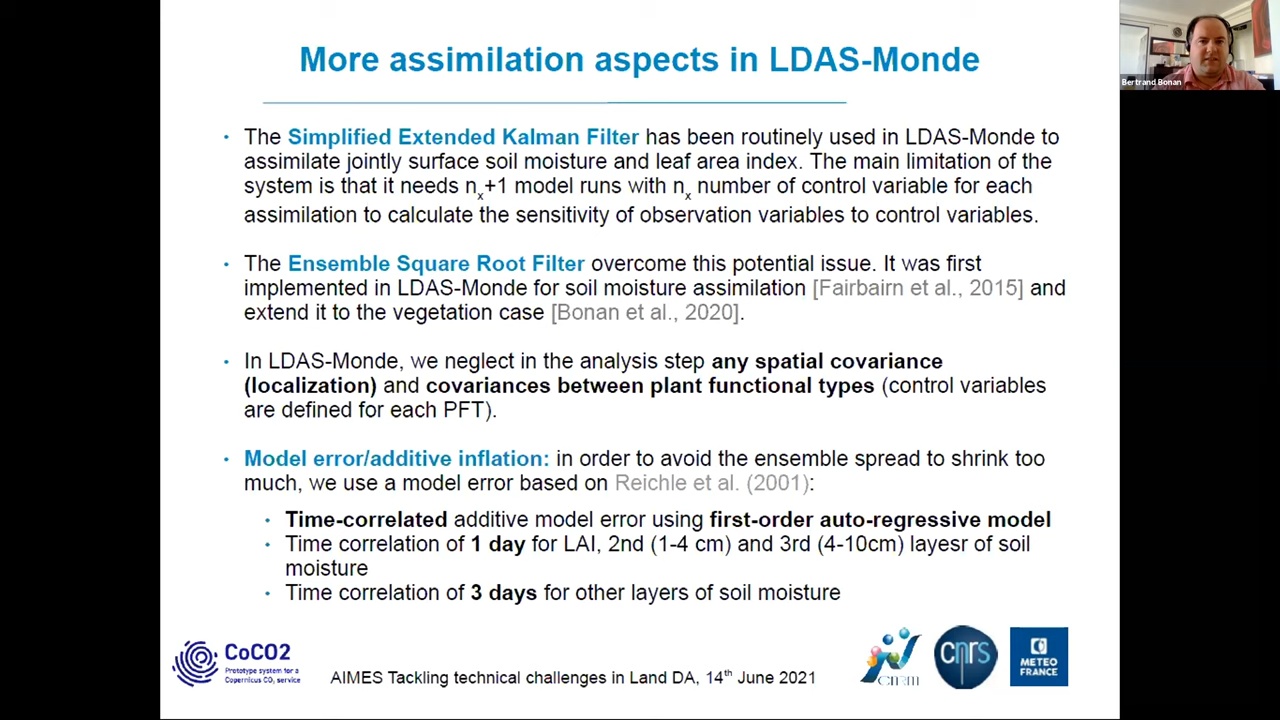 More assimilation aspects in LDAS-Monde
Bertrand Bonan
• The Simplified Extended Kalman Filter has been routinely used in LDAS-Monde to
assimilate jointly surface soil moisture and leaf area index. The main limitation of the
system is that it needs nx+1 model runs with nx number of control variable for each
assimilation to calculate the sensitivity of observation variables to control variables.
• The Ensemble Square Root Filter overcome this potential issue. It was first
implemented in LDAS-Monde for soil moisture assimilation [Fairbairn et al., 2015] and
extend it to the vegetation case [Bonan et al., 2020].
• In LDAS-Monde, we neglect in the analysis step any spatial covariance
(localization) and covariances between plant functional types (control variables
are defined for each PFT).
• Model error/additive inflation: in order to avoid the ensemble spread to shrink too
much, we use a model error based on Reichle et al. (2001):
• Time-correlated additive model error using first-order auto-regressive model
• Time correlation of 1 day for LAI, 2nd (1-4 cm) and 3rd (4-10cm) layesr of soil
moisture
• Time correlation of 3 days for other layers of soil moisture
CoCO2
Prototype system for a
Copernicus CO2 service
AIMES Tackling technical challenges in Land DA, 14th June 2021
CNRM
cnrs
METEO
FRANCE